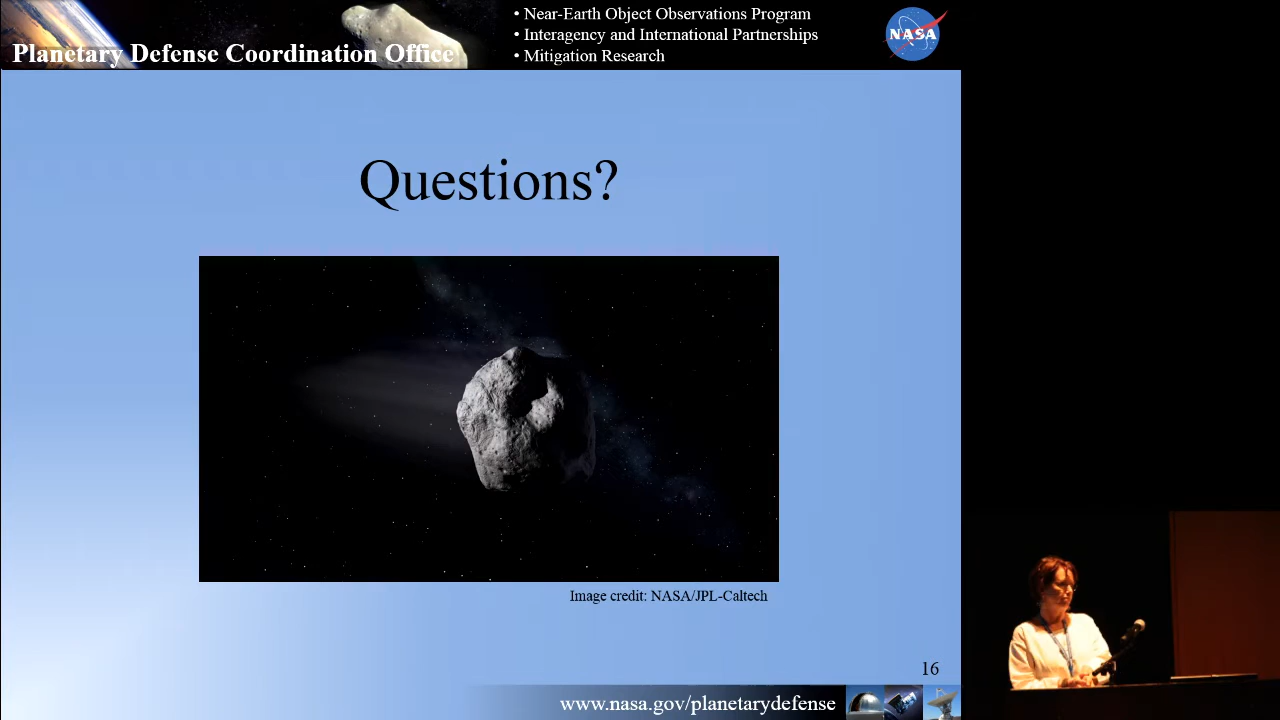 Planetary Defense Coordination Office
• Near-Earth Object Observations Program
• Interagency and International Partnerships
• Mitigation Research
NASA
Questions?
Image credit: NASA/JPL-Caltech
16
www.nasa.gov/planetarydefense